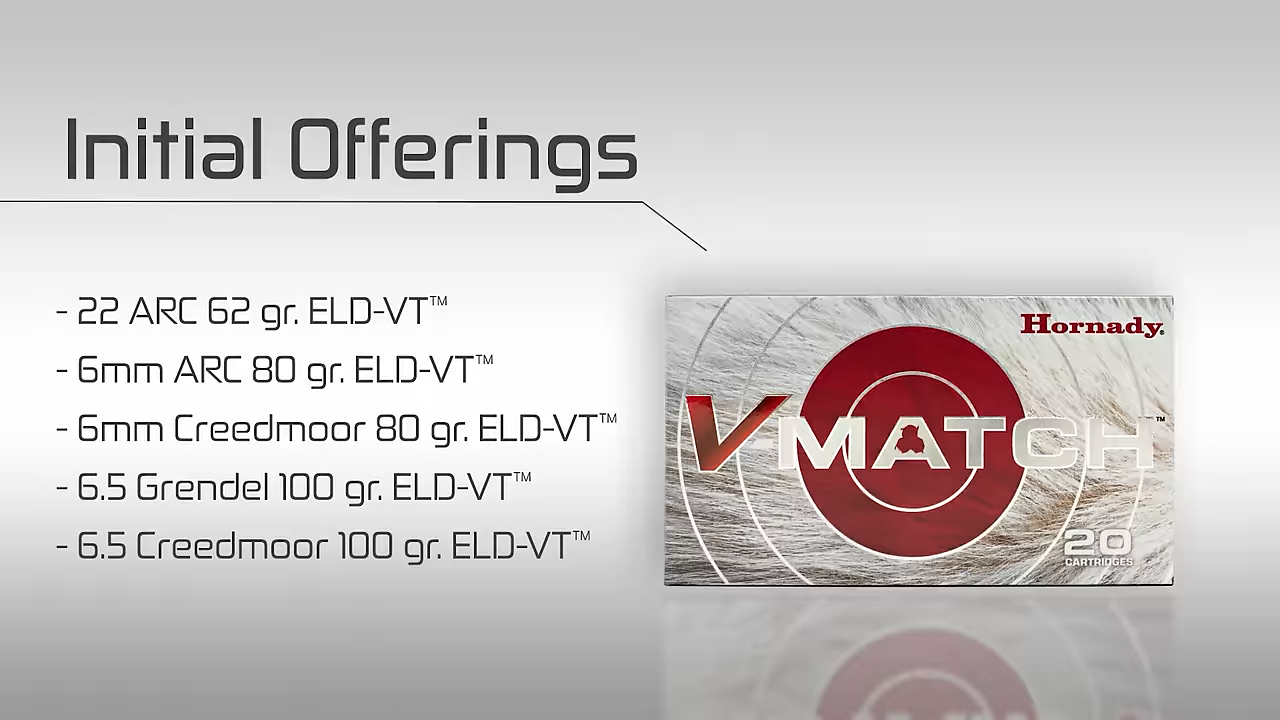 Initial Offerings
- 22 ARC 62 gr. ELD-VT™
- 6mm ARC 80 gr. ELD-VT™
- 6mm Creedmoor 80 gr. ELD-VT™
- 6.5 Grendel 100 gr. ELD-VT™
- 6.5 Creedmoor 100 gr. ELD-VT™
Hornady®
V MATCH™
20
CARTRIDGES